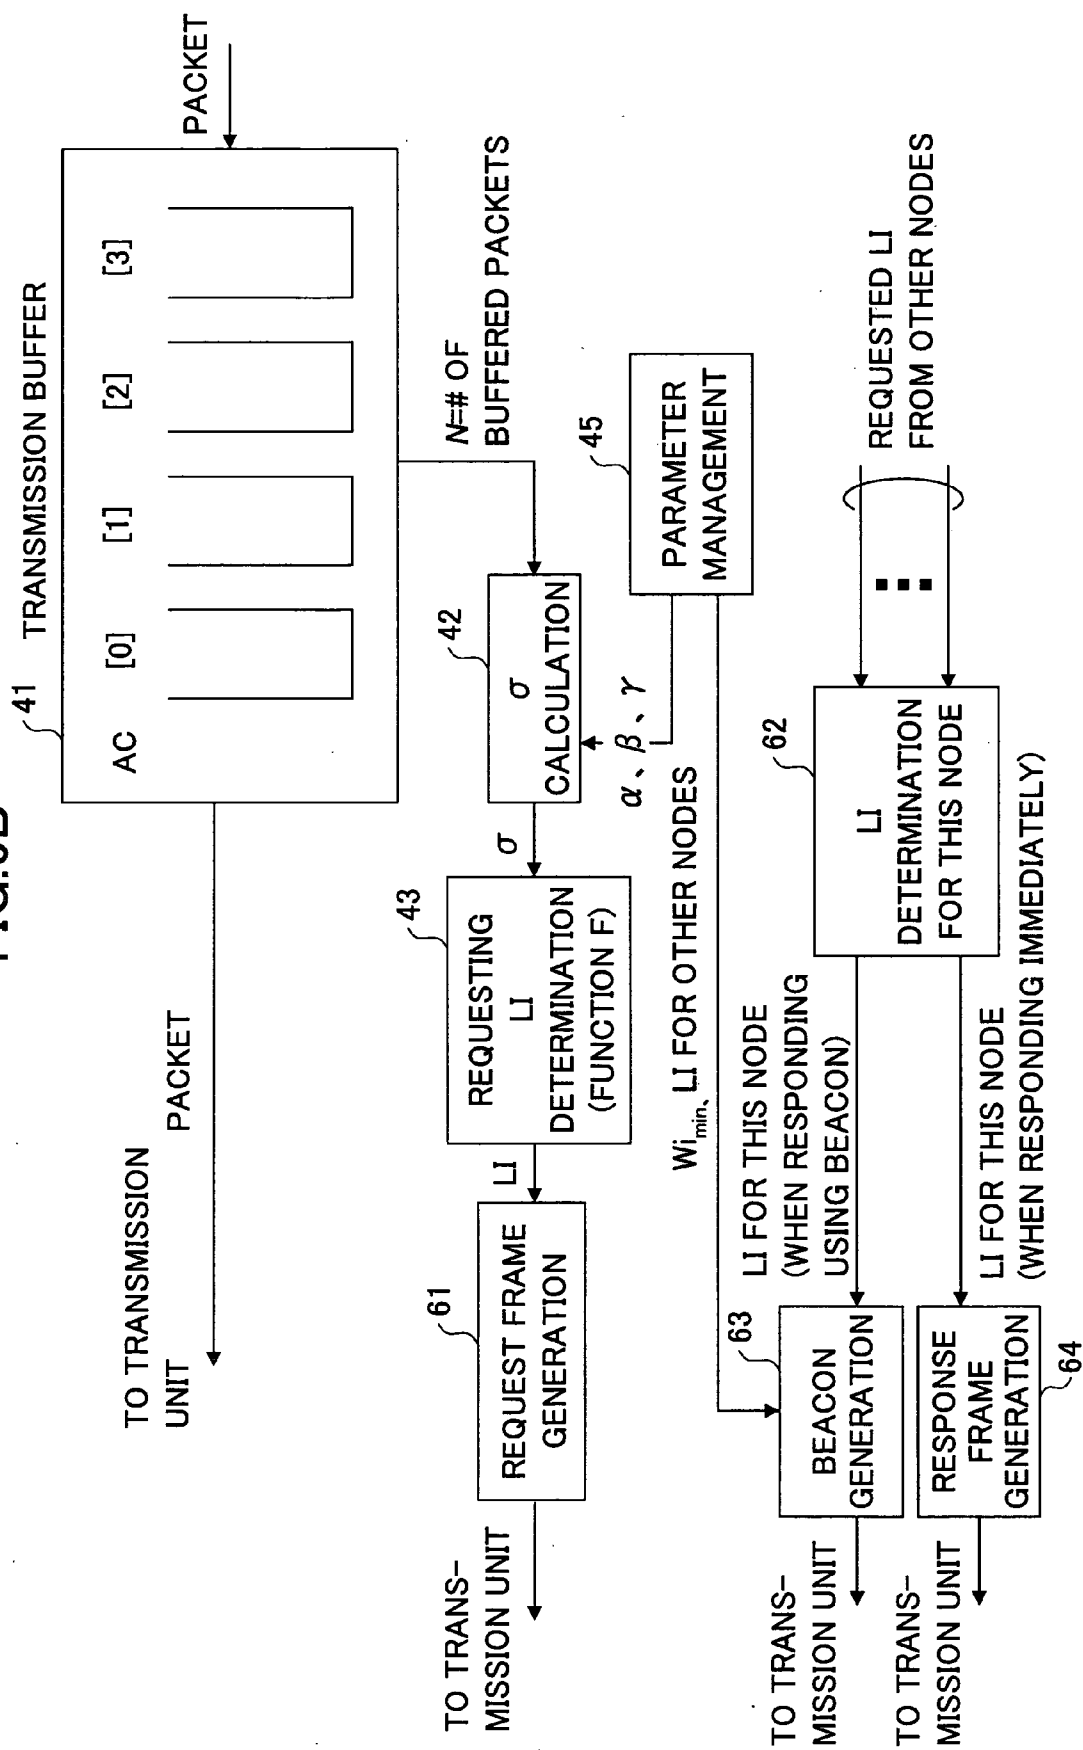 TRANSMISSION BUFFER
41
AC
[0]
[1]
[2]
[3]
PACKET
TO TRANSMISSION
UNIT
PACKET
N=# OF
BUFFERED PACKETS
42
σ
CALCULATION
σ
43
REQUESTING
LI
DETERMINATION
(FUNCTION F)
LI
61
REQUEST FRAME
GENERATION
TO TRANS-
MISSION UNIT
45
PARAMETER
MANAGEMENT
α、β、γ
Wi_min、LI FOR OTHER NODES
REQUESTED LI
FROM OTHER NODES
62
LI
DETERMINATION
FOR THIS NODE
LI FOR THIS NODE
(WHEN RESPONDING
USING BEACON)
63
BEACON
GENERATION
TO TRANS-
MISSION UNIT
LI FOR THIS NODE
(WHEN RESPONDING IMMEDIATELY)
RESPONSE
FRAME
GENERATION
64
TO TRANS-
MISSION UNIT